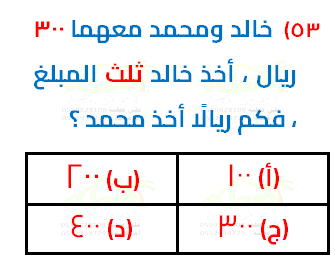 ٥٣) خالد ومحمد معهما ٣٠٠
ريال ، أخذ خالد ثلث المبلغ
، فكم ريالًا أخذ محمد ؟
(أ) ١٠٠
(ب) ٢٠٠
(ج) ٣٠٠
(د) ٤٠٠